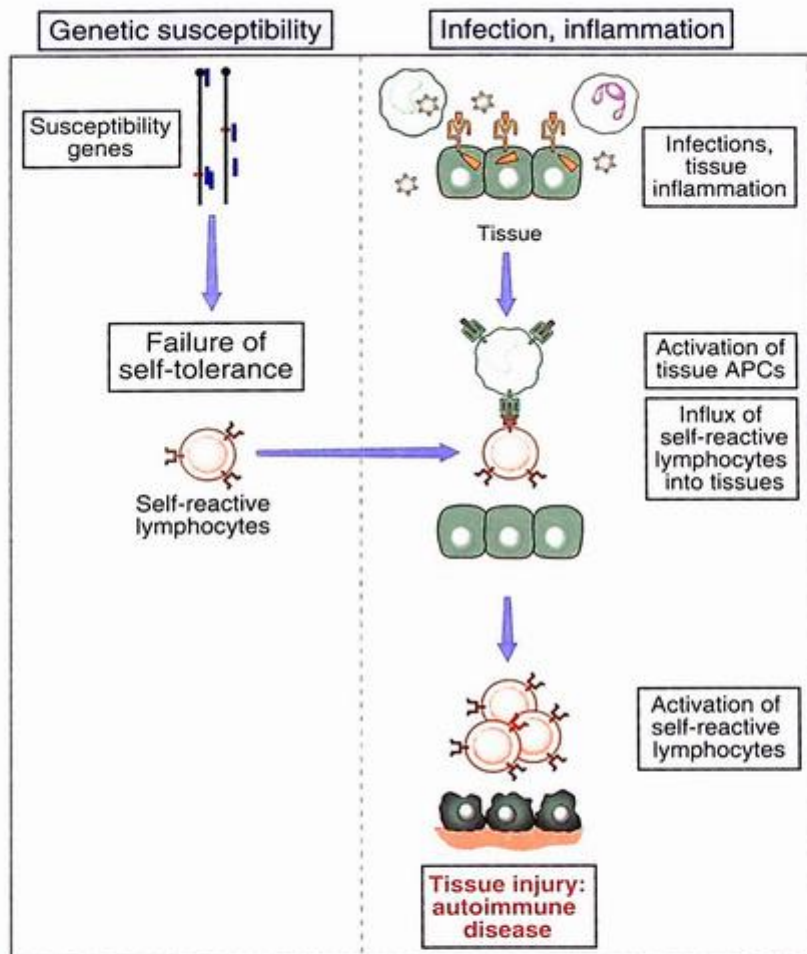 Genetic susceptibility
Infection, inflammation
Susceptibility
genes
Infections,
tissue
inflammation
Tissue
Failure of
self-tolerance
Activation of
tissue APCs
Influx of
self-reactive
lymphocytes
into tissues
Self-reactive
lymphocytes
Activation of
self-reactive
lymphocytes
Tissue injury:
autoimmune
disease